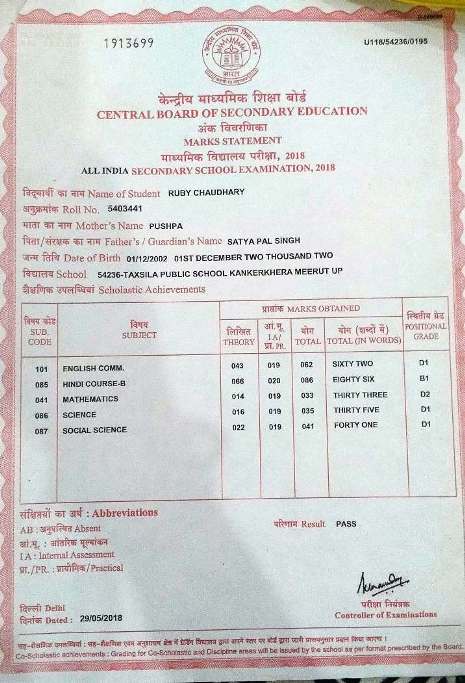 1913699
U118/54236/0195
भारत
केन्द्रीय माध्यमिक शिक्षा बोर्ड
CENTRAL BOARD OF SECONDARY EDUCATION
अंक विवरणिका
MARKS STATEMENT
माध्यमिक विद्यालय परीक्षा, 2018
ALL INDIA SECONDARY SCHOOL EXAMINATION, 2018
विद्यार्थी का नाम Name of Student RUBY CHAUDHARY
अनुक्रमांक Roll No. 5403441
माता का नाम Mother's Name PUSHPA
पिता/संरक्षक का नाम Father's / Guardian's Name SATYA PAL SINGH
जन्म तिथि Date of Birth 01/12/2002 01ST DECEMBER TWO THOUSAND TWO
विद्यालय School 54236-TAXSILA PUBLIC SCHOOL KANKERKHERA MEERUT UP
शैक्षणिक उपलब्धियां Scholastic Achievements
विषय कोड SUB. CODE विषय SUBJECT प्राप्तांक MARKS OBTAINED स्थितीय ग्रेड POSITIONAL GRADE
लिखित THEORY आं.मू. IA/ प्रा. PR. योग TOTAL योग (शब्दों में) TOTAL (IN WORDS)
101 ENGLISH COMM. 043 019 062 SIXTY TWO D1
085 HINDI COURSE-B 066 020 086 EIGHTY SIX B1
041 MATHEMATICS 014 019 033 THIRTY THREE D2
086 SCIENCE 016 019 035 THIRTY FIVE D1
087 SOCIAL SCIENCE 022 019 041 FORTY ONE D1
संक्षिप्तियों का अर्थ : Abbreviations
AB : अनुपस्थित Absent
परिणाम Result PASS
आं.मू. : आंतरिक मूल्यांकन
IA : Internal Assessment
प्रा./PR. : प्रायोगिक/Practical
दिल्ली Delhi
दिनांक Dated : 29/05/2018
परीक्षा नियंत्रक
Controller of Examinations
Co-Scholastic achievements : Grading for Co-Scholastic and Discipline areas will be issued by the school as per format prescribed by the Board.